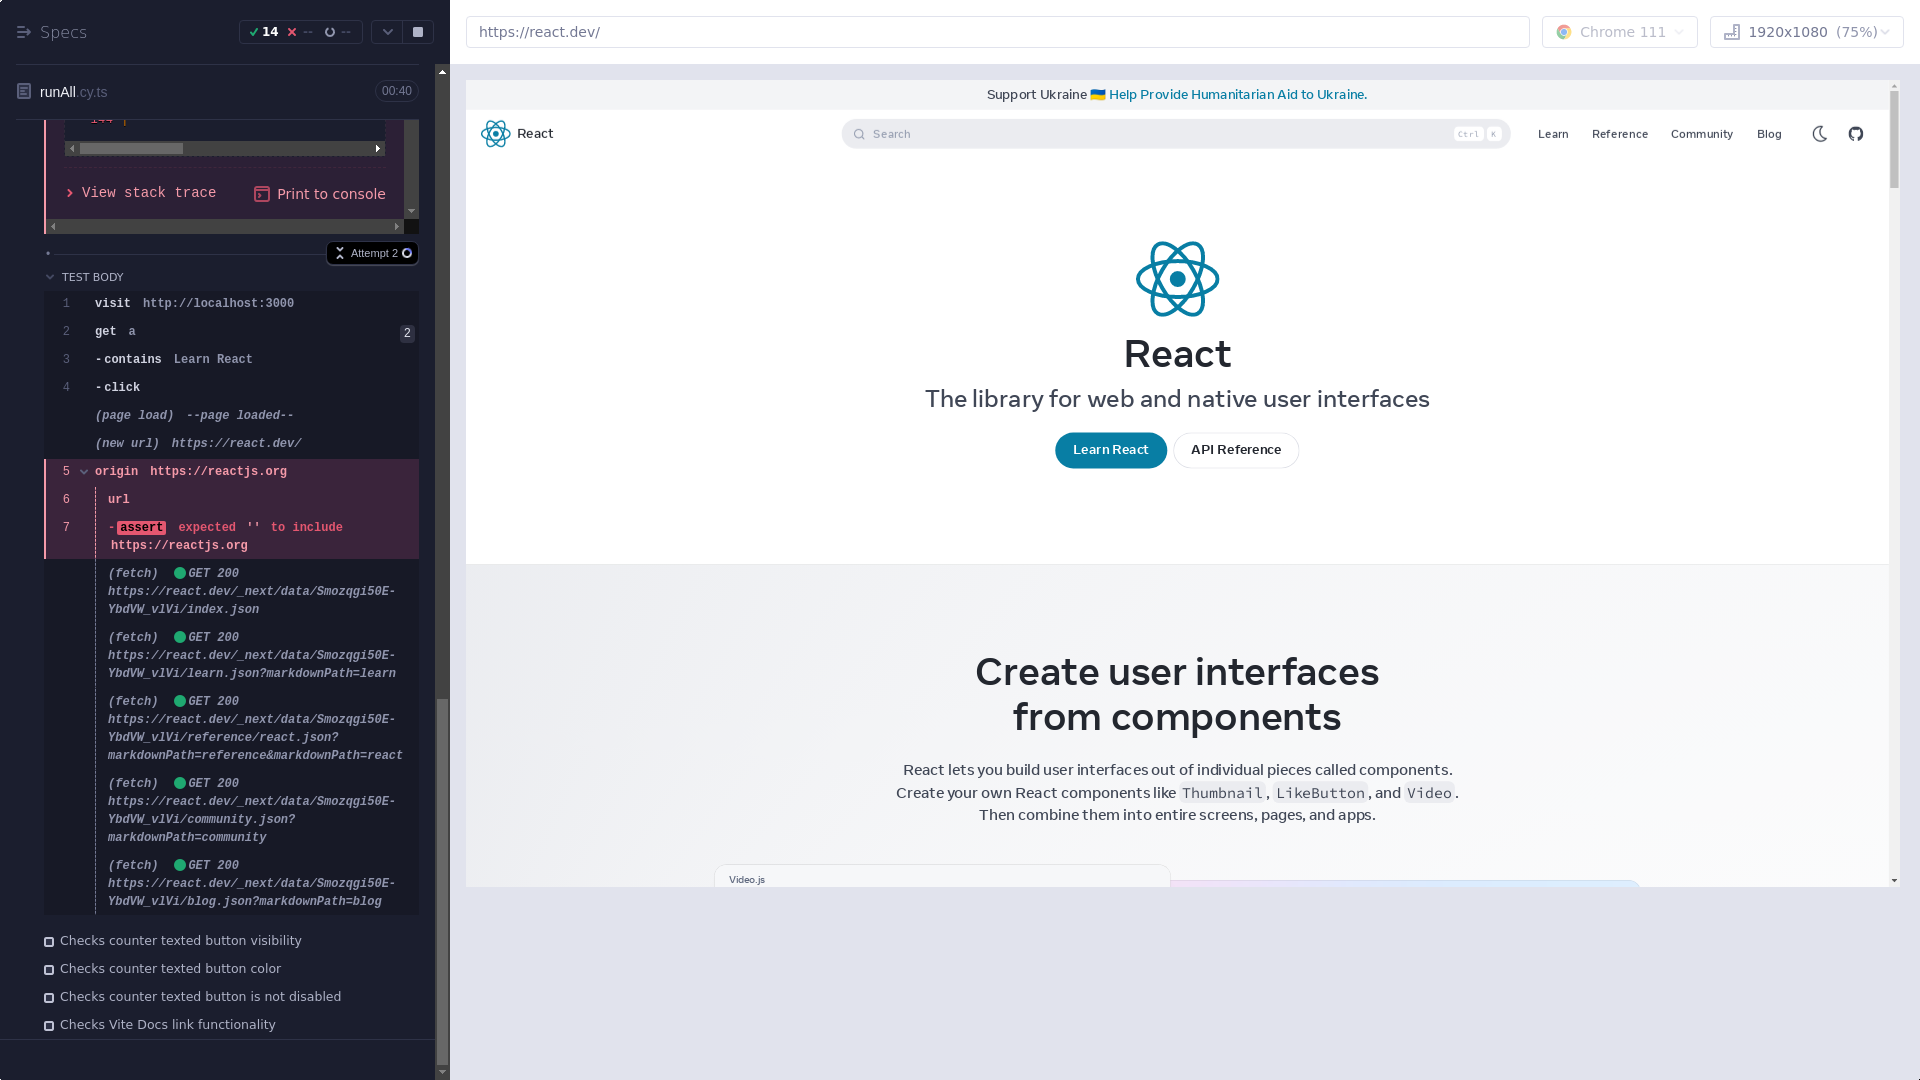 Specs
14 -- --
runAll.cy.ts 00:40
144 |
View stack trace Print to console
Attempt 2
TEST BODY
1 visit http://localhost:3000
2 get a 2
3 -contains Learn React
4 -click
(page load) --page loaded--
(new url) https://react.dev/
5 origin https://reactjs.org
6 url
7 -assert expected '' to include
https://reactjs.org
(fetch) GET 200
https://react.dev/_next/data/Smozqgi50E-
YbdVW_vlVi/index.json
(fetch) GET 200
https://react.dev/_next/data/Smozqgi50E-
YbdVW_vlVi/learn.json?markdownPath=learn
(fetch) GET 200
https://react.dev/_next/data/Smozqgi50E-
YbdVW_vlVi/reference/react.json?
markdownPath=reference&markdownPath=react
(fetch) GET 200
https://react.dev/_next/data/Smozqgi50E-
YbdVW_vlVi/community.json?
markdownPath=community
(fetch) GET 200
https://react.dev/_next/data/Smozqgi50E-
YbdVW_vlVi/blog.json?markdownPath=blog
Checks counter texted button visibility
Checks counter texted button color
Checks counter texted button is not disabled
Checks Vite Docs link functionality
https://react.dev/ Chrome 111 1920x1080 (75%)
Support Ukraine 🇺🇦 Help Provide Humanitarian Aid to Ukraine.
React Search Ctrl K Learn Reference Community Blog
React
The library for web and native user interfaces
Learn React API Reference
Create user interfaces
from components
React lets you build user interfaces out of individual pieces called components.
Create your own React components like Thumbnail, LikeButton, and Video.
Then combine them into entire screens, pages, and apps.
Video.js